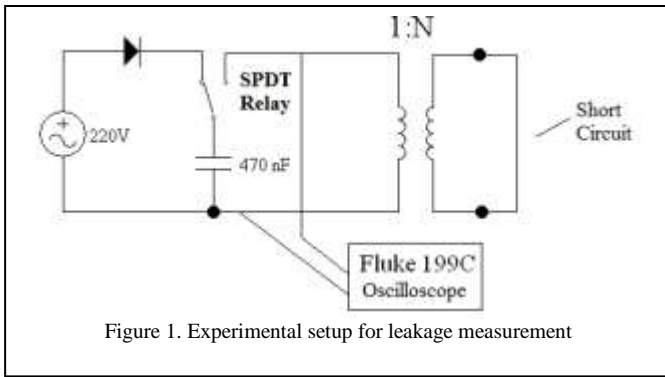 1:N
SPDT
Relay
220V
470 nF
Short
Circuit
Fluke 199C
Oscilloscope
Figure 1. Experimental setup for leakage measurement